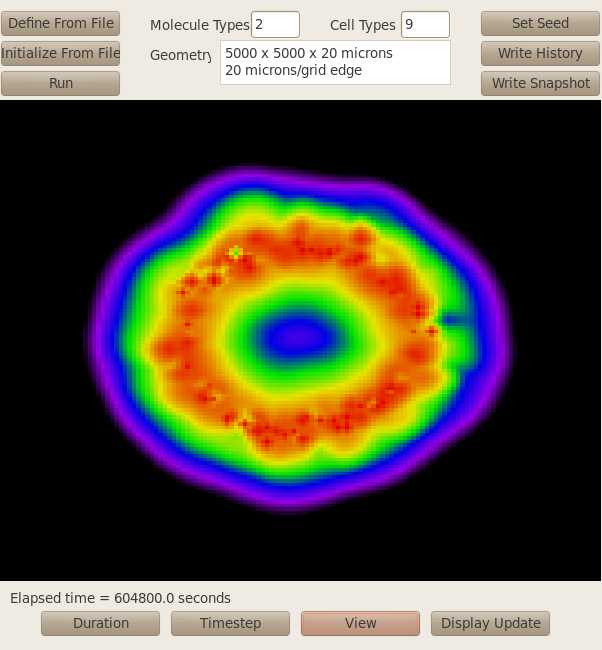 Define From File
Molecule Types 2
Cell Types 9
Set Seed
Initialize From File
Geometry
5000 x 5000 x 20 microns
20 microns/grid edge
Write History
Run
Write Snapshot
Elapsed time = 604800.0 seconds
Duration
Timestep
View
Display Update